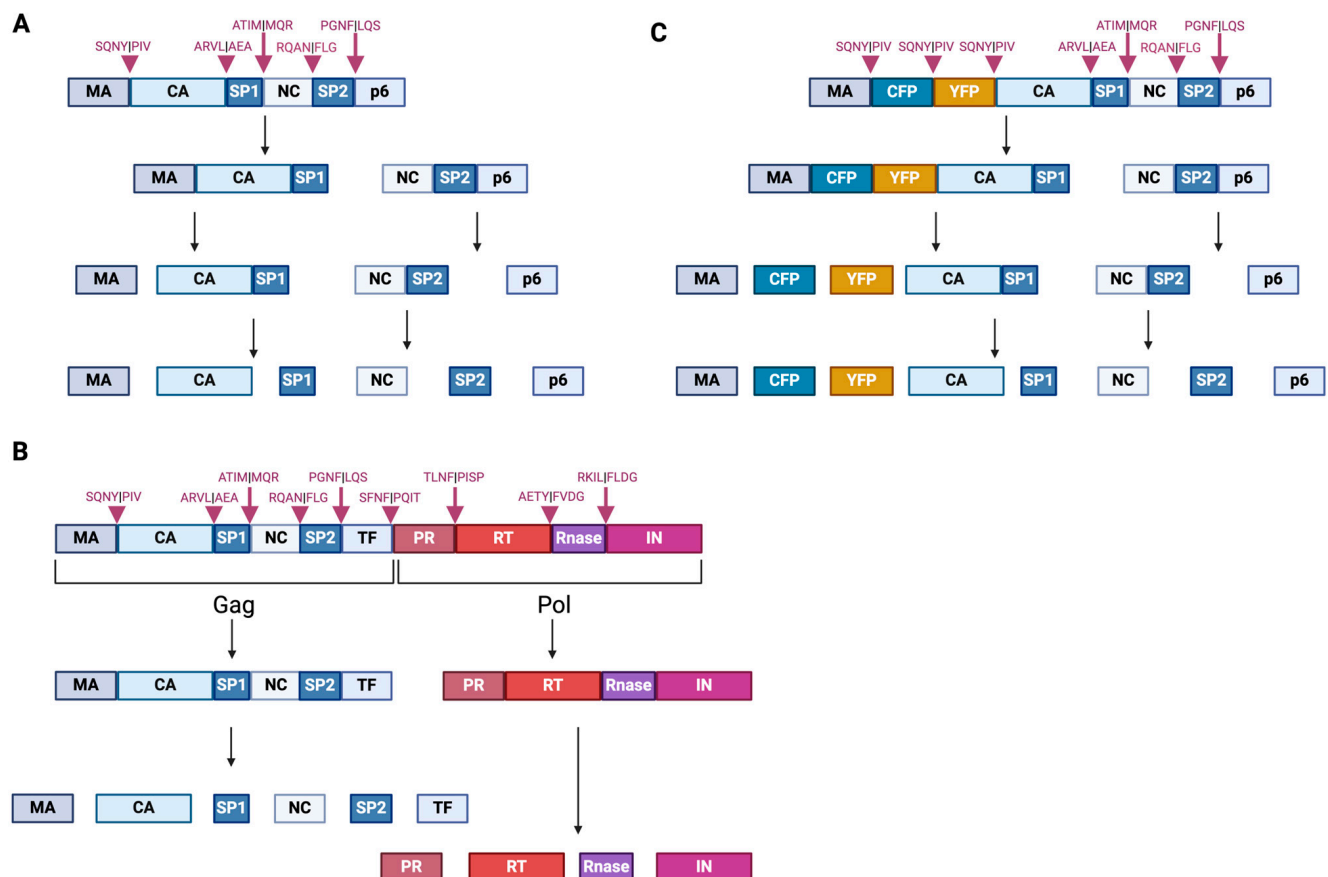 A
ATIM|MQR PGNF|LQS
SQNY|PIV ARVL|AEA RQAN|FLG
MA CA SP1 NC SP2 p6
MA CA SP1 NC SP2 p6
MA CA SP1 NC SP2 p6
MA CA SP1 NC SP2 p6
C
ATIM|MQR PGNF|LQS
SQNY|PIV SQNY|PIV SQNY|PIV ARVL|AEA RQAN|FLG
MA CFP YFP CA SP1 NC SP2 p6
MA CFP YFP CA SP1 NC SP2 p6
MA CFP YFP CA SP1 NC SP2 p6
MA CFP YFP CA SP1 NC SP2 p6
B
ATIM|MQR PGNF|LQS TLNF|PISP RKIL|FLDG
SQNY|PIV ARVL|AEA RQAN|FLG SFNF|PQIT AETY|FVDG
MA CA SP1 NC SP2 TF PR RT Rnase IN
Gag Pol
MA CA SP1 NC SP2 TF PR RT Rnase IN
MA CA SP1 NC SP2 TF
PR RT Rnase IN